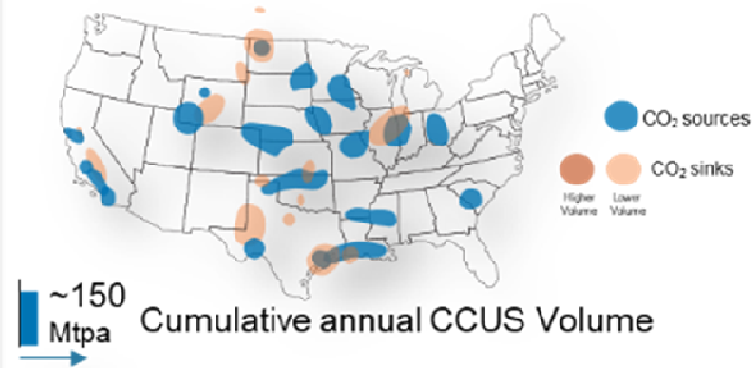 CO₂ sources
CO₂ sinks
Higher Volume
Lower Volume
~150
Mtpa
Cumulative annual CCUS Volume